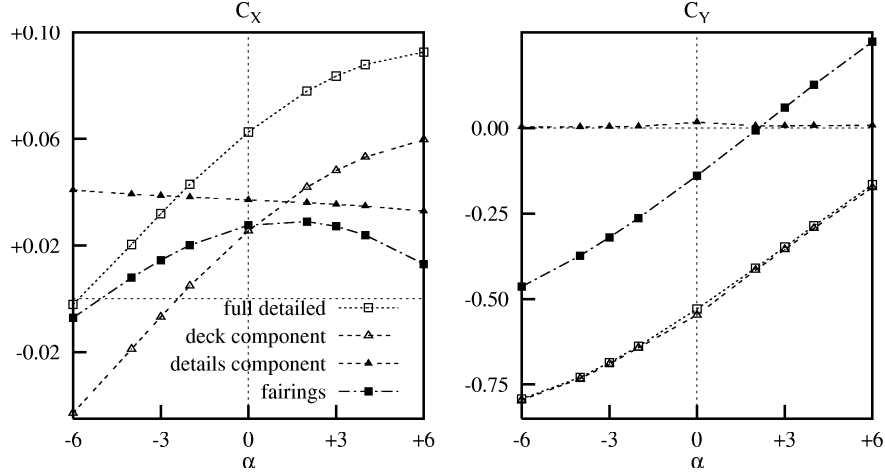 C_X
+0.10
+0.06
+0.02
-0.02
full detailed
deck component
details component
fairings
-6 -3 0 +3 +6
α
C_Y
0.00
-0.25
-0.50
-0.75
-6 -3 0 +3 +6
α